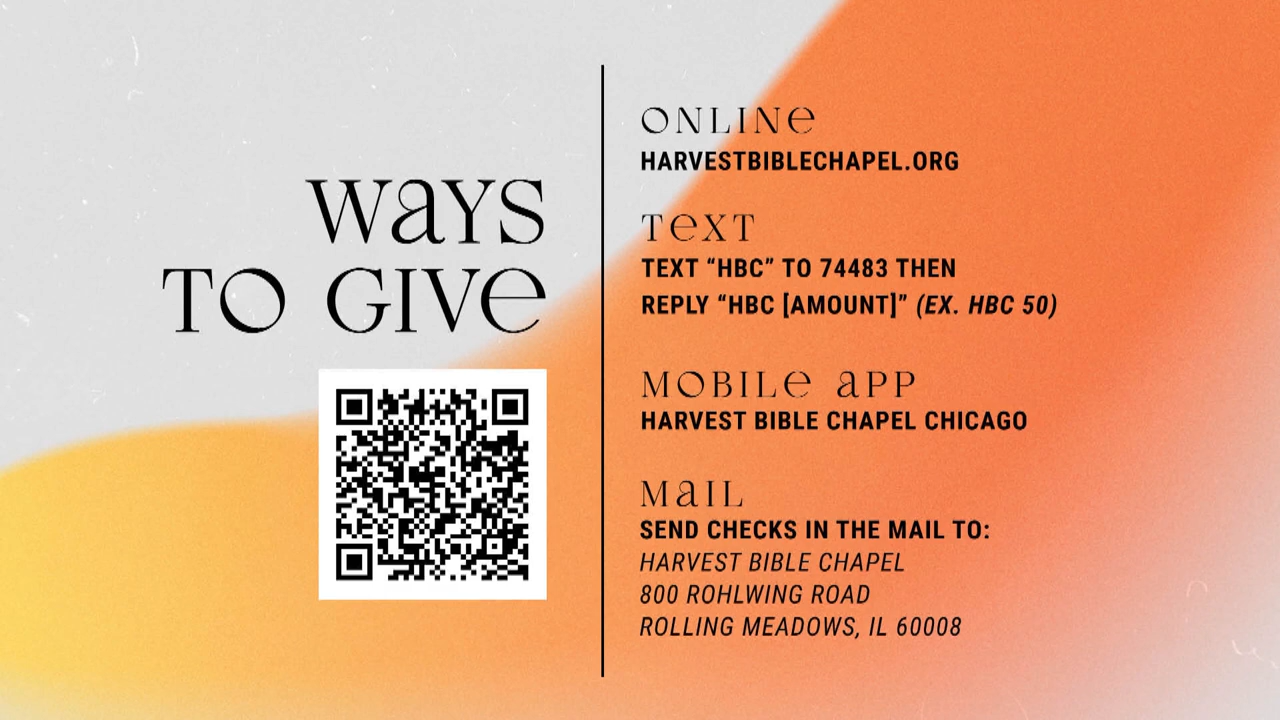 ways
TO GIVe
ONLINe
HARVESTBIBLECHAPEL.ORG
TeXT
TEXT “HBC” TO 74483 THEN
REPLY “HBC [AMOUNT]” (EX. HBC 50)
MOBILe aPP
HARVEST BIBLE CHAPEL CHICAGO
MaIL
SEND CHECKS IN THE MAIL TO:
HARVEST BIBLE CHAPEL
800 ROHLWING ROAD
ROLLING MEADOWS, IL 60008